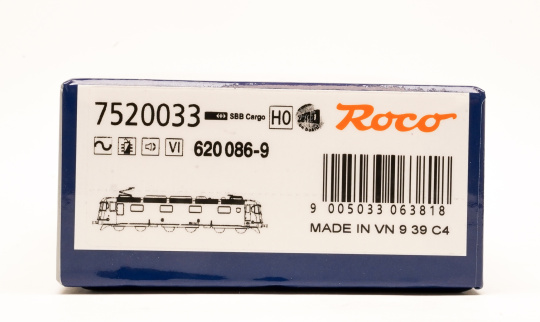 7520033 SBB Cargo H0 Roco
VI 620 086-9
9 005033 063818
MADE IN VN 9 39 C4